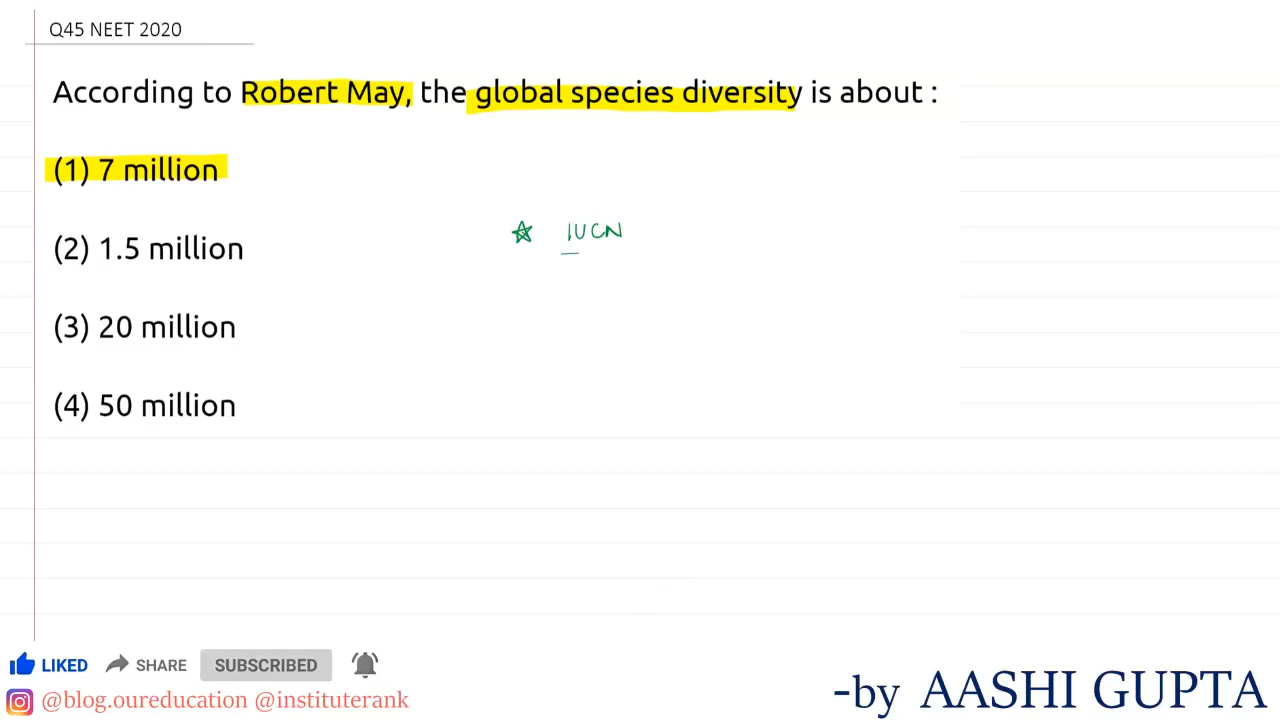 Q45 NEET 2020
According to Robert May, the global species diversity is about :
(1) 7 million
IUCN
(2) 1.5 million
(3) 20 million
(4) 50 million
LIKED SHARE SUBSCRIBED
@blog.oureducation @instituterank
-by AASHI GUPTA